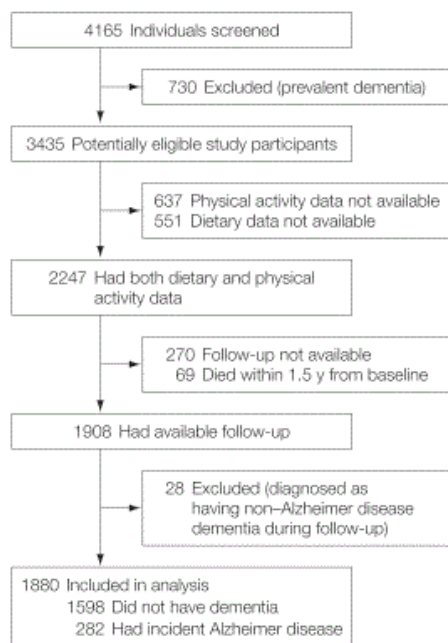 4165 Individuals screened
730 Excluded (prevalent dementia)
3435 Potentially eligible study participants
637 Physical activity data not available
551 Dietary data not available
2247 Had both dietary and physical
activity data
270 Follow-up not available
69 Died within 1.5 y from baseline
1908 Had available follow-up
28 Excluded (diagnosed as
having non–Alzheimer disease
dementia during follow-up)
1880 Included in analysis
1598 Did not have dementia
282 Had incident Alzheimer disease